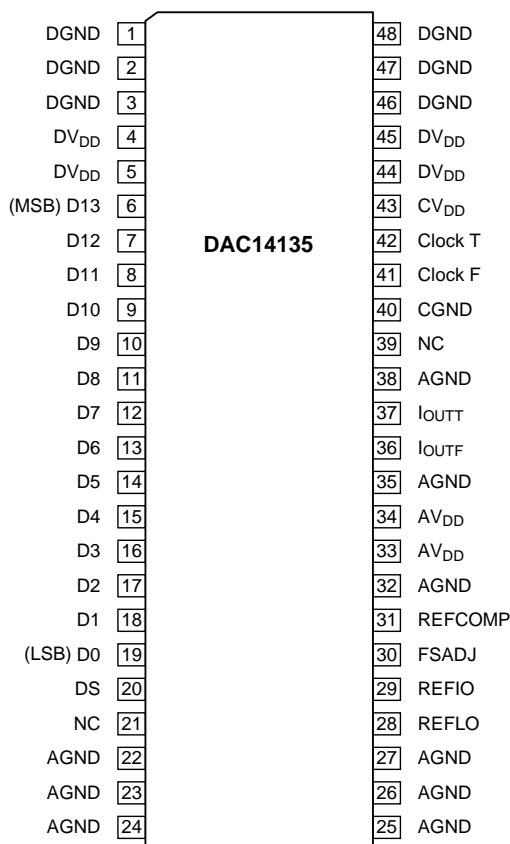 DGND 1 48 DGND
DGND 2 47 DGND
DGND 3 46 DGND
DVDD 4 45 DVDD
DVDD 5 44 DVDD
(MSB) D13 6 43 CVDD
D12 7 DAC14135 42 Clock T
D11 8 41 Clock F
D10 9 40 CGND
D9 10 39 NC
D8 11 38 AGND
D7 12 37 IOUTT
D6 13 36 IOUTF
D5 14 35 AGND
D4 15 34 AVDD
D3 16 33 AVDD
D2 17 32 AGND
D1 18 31 REFCOMP
(LSB) D0 19 30 FSADJ
DS 20 29 REFIO
NC 21 28 REFLO
AGND 22 27 AGND
AGND 23 26 AGND
AGND 24 25 AGND